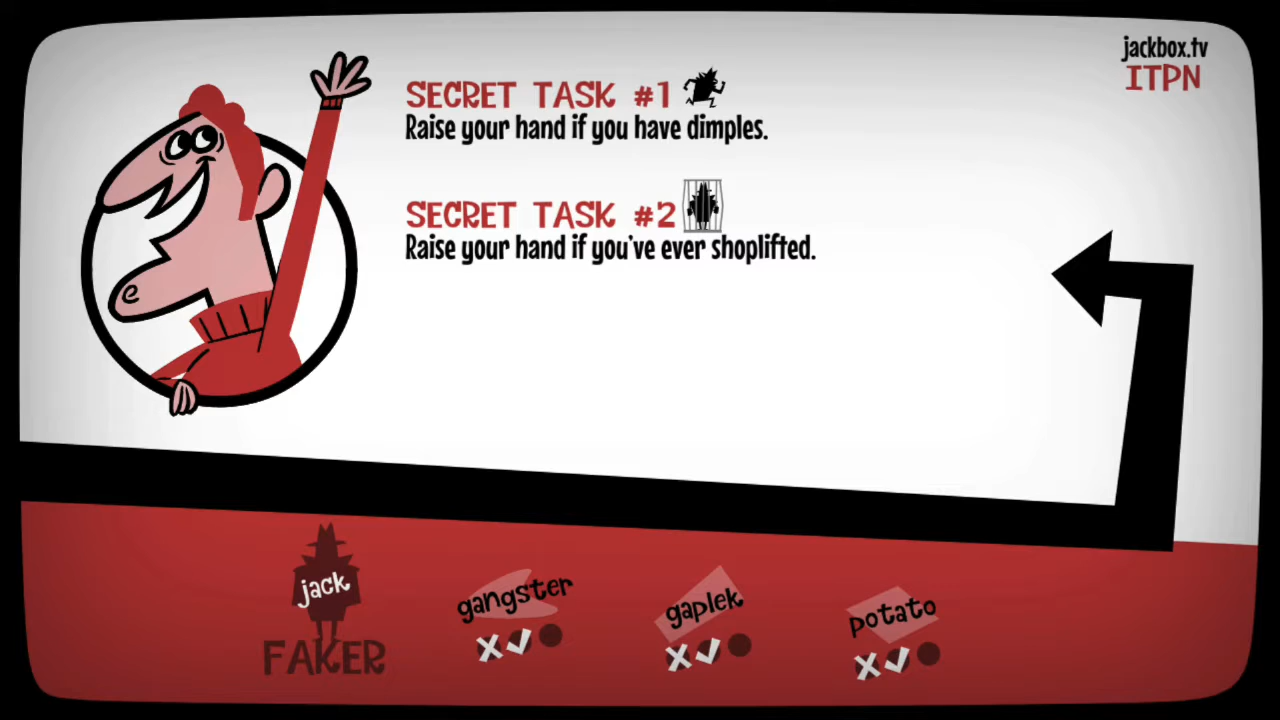 jackbox.tv
ITPN
SECRET TASK #1
Raise your hand if you have dimples.
SECRET TASK #2
Raise your hand if you've ever shoplifted.
jack
FAKER
gangster
gaplek
potato